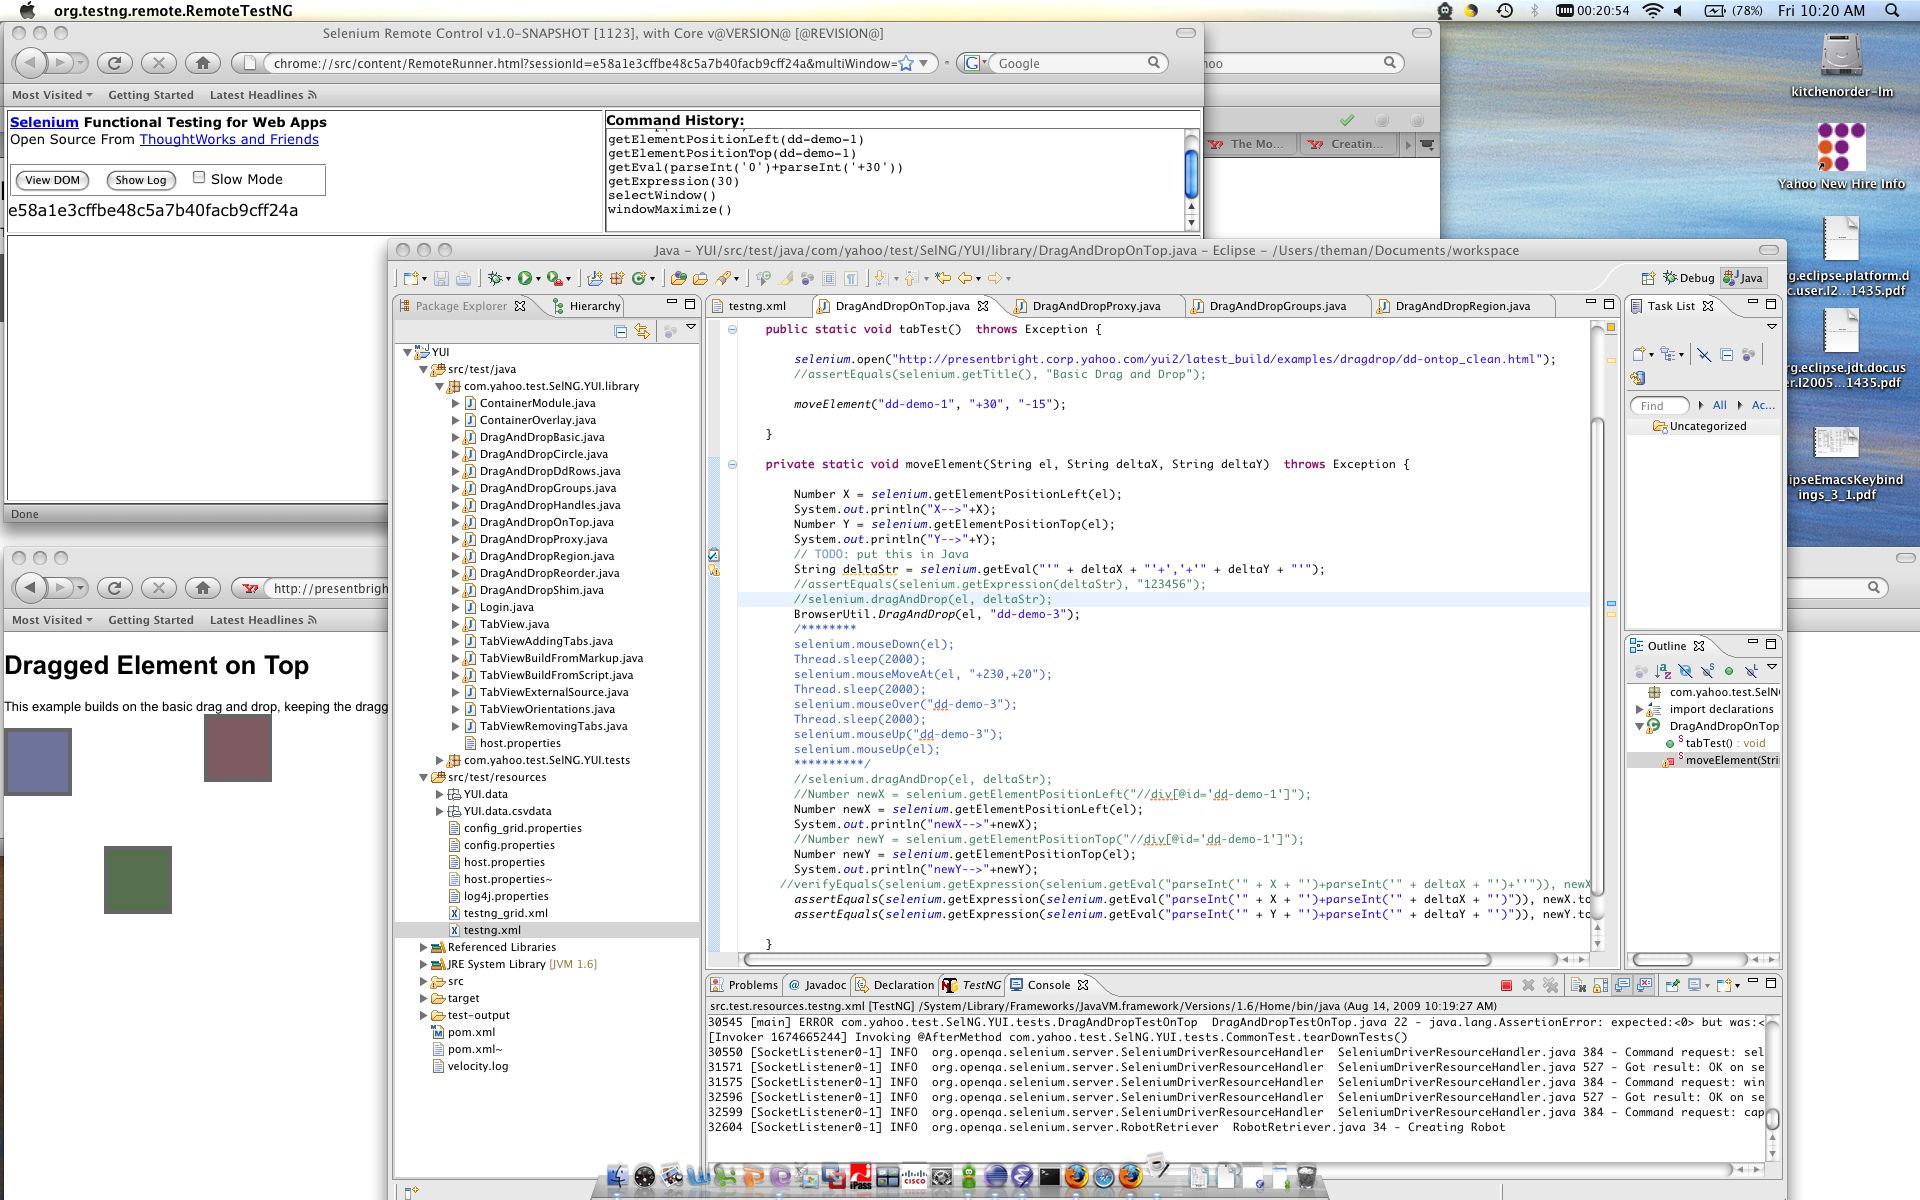 org.testng.remote.RemoteTestNG
00:20:54
(78%)
Fri 10:20 AM
Selenium Remote Control v1.0-SNAPSHOT [1123], with Core v@VERSION@ [@REVISION@]
chrome://src/content/RemoteRunner.html?sessionId=e58a1e3cffbe48c5a7b40facb9cff24a&multiWindow=
Google
hoo
Most Visited
Getting Started
Latest Headlines
Selenium Functional Testing for Web Apps
Open Source From ThoughtWorks and Friends
View DOM
Show Log
Slow Mode
e58a1e3cffbe48c5a7b40facb9cff24a
Command History:
getElementPositionLeft(dd-demo-1)
getElementPositionTop(dd-demo-1)
getEval(parseInt('0')+parseInt('+30'))
getExpression(30)
selectWindow()
windowMaximize()
The Mo...
Creatin...
Done
kitchenorder-lm
Yahoo New Hire Info
rg.eclipse.platform.d
c.user.I2...1435.pdf
rg.eclipse.jdt.doc.us
er.I2005...1435.pdf
ipseEmacsKeybind
ings_3_1.pdf
http://presentbrigh
Most Visited
Getting Started
Latest Headlines
Dragged Element on Top
This example builds on the basic drag and drop, keeping the dragg
Java - YUI/src/test/java/com/yahoo/test/SelNG/YUI/library/DragAndDropOnTop.java - Eclipse - /Users/theman/Documents/workspace
Debug
Java
Package Explorer
Hierarchy
YUI
src/test/java
com.yahoo.test.SelNG.YUI.library
ContainerModule.java
ContainerOverlay.java
DragAndDropBasic.java
DragAndDropCircle.java
DragAndDropDdRows.java
DragAndDropGroups.java
DragAndDropHandles.java
DragAndDropOnTop.java
DragAndDropProxy.java
DragAndDropRegion.java
DragAndDropReorder.java
DragAndDropShim.java
Login.java
TabView.java
TabViewAddingTabs.java
TabViewBuildFromMarkup.java
TabViewBuildFromScript.java
TabViewExternalSource.java
TabViewOrientations.java
TabViewRemovingTabs.java
host.properties
com.yahoo.test.SelNG.YUI.tests
src/test/resources
YUI.data
YUI.data.csvdata
config_grid.properties
config.properties
host.properties
host.properties~
log4j.properties
testng_grid.xml
testng.xml
Referenced Libraries
JRE System Library [JVM 1.6]
src
target
test-output
pom.xml
pom.xml~
velocity.log
testng.xml
DragAndDropOnTop.java
DragAndDropProxy.java
DragAndDropGroups.java
DragAndDropRegion.java
public static void tabTest()  throws Exception {
selenium.open("http://presentbright.corp.yahoo.com/yui2/latest_build/examples/dragdrop/dd-ontop_clean.html");
//assertEquals(selenium.getTitle(), "Basic Drag and Drop");
moveElement("dd-demo-1", "+30", "-15");
}
private static void moveElement(String el, String deltaX, String deltaY)  throws Exception {
Number X = selenium.getElementPositionLeft(el);
System.out.println("X-->"+X);
Number Y = selenium.getElementPositionTop(el);
System.out.println("Y-->"+Y);
// TODO: put this in Java
String deltaStr = selenium.getEval("'" + deltaX + "'+','+'" + deltaY + "'");
//assertEquals(selenium.getExpression(deltaStr), "123456");
//selenium.dragAndDrop(el, deltaStr);
BrowserUtil.DragAndDrop(el, "dd-demo-3");
/********
selenium.mouseDown(el);
Thread.sleep(2000);
selenium.mouseMoveAt(el, "+230,+20");
Thread.sleep(2000);
selenium.mouseOver("dd-demo-3");
Thread.sleep(2000);
selenium.mouseUp("dd-demo-3");
selenium.mouseUp(el);
**********/
//selenium.dragAndDrop(el, deltaStr);
//Number newX = selenium.getElementPositionLeft("//div[@id='dd-demo-1']");
Number newX = selenium.getElementPositionLeft(el);
System.out.println("newX-->"+newX);
//Number newY = selenium.getElementPositionTop("//div[@id='dd-demo-1']");
Number newY = selenium.getElementPositionTop(el);
System.out.println("newY-->"+newY);
//verifyEquals(selenium.getExpression(selenium.getEval("parseInt('" + X + "')+parseInt('" + deltaX + "')+''")), newX
assertEquals(selenium.getExpression(selenium.getEval("parseInt('" + X + "')+parseInt('" + deltaX + "')")), newX.to
assertEquals(selenium.getExpression(selenium.getEval("parseInt('" + Y + "')+parseInt('" + deltaY + "')")), newY.to
}
Task List
Find
All
Ac...
Uncategorized
Outline
com.yahoo.test.SelN
import declarations
DragAndDropOnTop
tabTest() : void
moveElement(Stri
Problems
Javadoc
Declaration
TestNG
Console
src.test.resources.testng.xml [TestNG] /System/Library/Frameworks/JavaVM.framework/Versions/1.6/Home/bin/java (Aug 14, 2009 10:19:27 AM)
30545 [main] ERROR com.yahoo.test.SelNG.YUI.tests.DragAndDropTestOnTop  DragAndDropTestOnTop.java 22 - java.lang.AssertionError: expected:<0> but was:<
[Invoker 1674665244] Invoking @AfterMethod com.yahoo.test.SelNG.YUI.tests.CommonTest.tearDownTests()
30550 [SocketListener0-1] INFO  org.openqa.selenium.server.SeleniumDriverResourceHandler  SeleniumDriverResourceHandler.java 384 - Command request: sel
31571 [SocketListener0-1] INFO  org.openqa.selenium.server.SeleniumDriverResourceHandler  SeleniumDriverResourceHandler.java 527 - Got result: OK on se
31575 [SocketListener0-1] INFO  org.openqa.selenium.server.SeleniumDriverResourceHandler  SeleniumDriverResourceHandler.java 384 - Command request: win
32596 [SocketListener0-1] INFO  org.openqa.selenium.server.SeleniumDriverResourceHandler  SeleniumDriverResourceHandler.java 527 - Got result: OK on se
32599 [SocketListener0-1] INFO  org.openqa.selenium.server.SeleniumDriverResourceHandler  SeleniumDriverResourceHandler.java 384 - Command request: cap
32604 [SocketListener0-1] INFO  org.openqa.selenium.server.RobotRetriever  RobotRetriever.java 34 - Creating Robot
iPass
CISCO